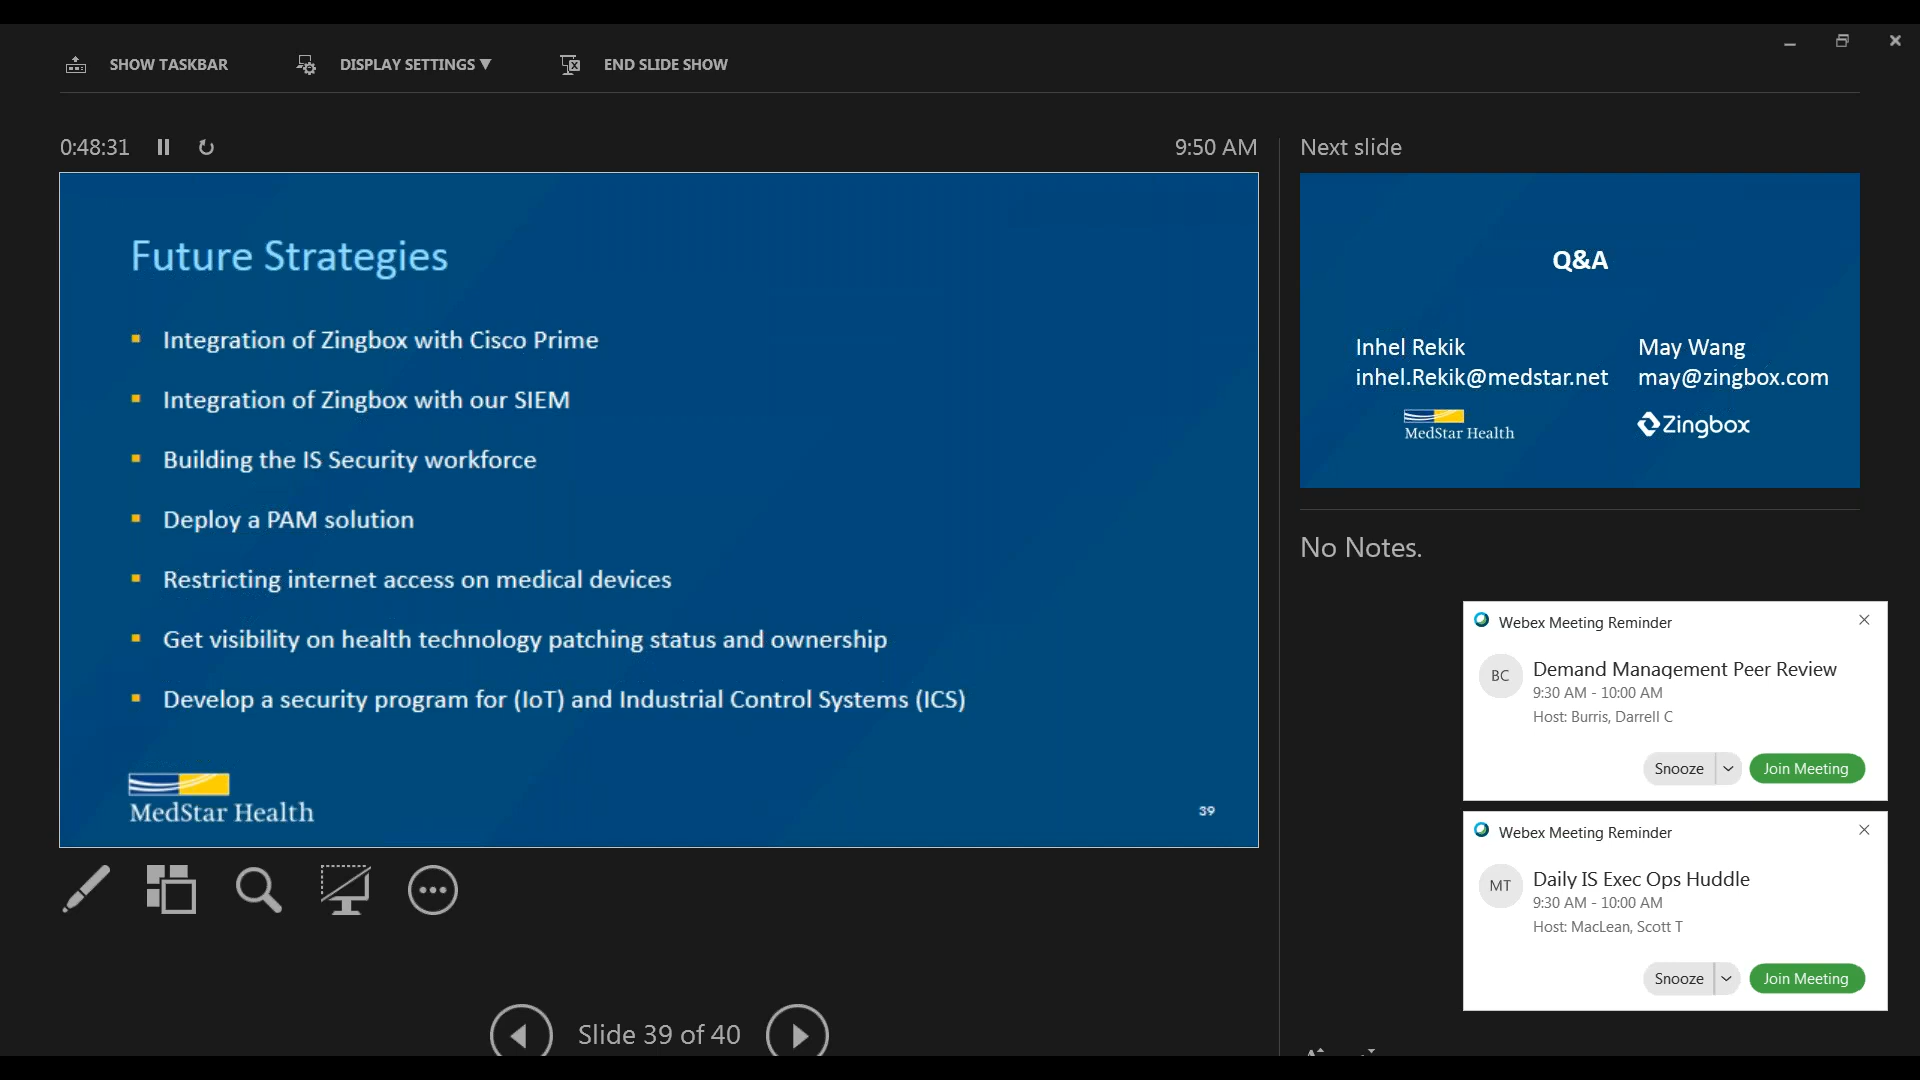 SHOW TASKBAR
DISPLAY SETTINGS ▼
END SLIDE SHOW
0:48:31
9:50 AM
Future Strategies
▪ Integration of Zingbox with Cisco Prime
▪ Integration of Zingbox with our SIEM
▪ Building the IS Security workforce
▪ Deploy a PAM solution
▪ Restricting internet access on medical devices
▪ Get visibility on health technology patching status and ownership
▪ Develop a security program for (IoT) and Industrial Control Systems (ICS)
MedStar Health
39
Slide 39 of 40
Next slide
Q&A
Inhel Rekik
inhel.Rekik@medstar.net
MedStar Health
May Wang
may@zingbox.com
Zingbox
No Notes.
Webex Meeting Reminder
BC
Demand Management Peer Review
9:30 AM - 10:00 AM
Host: Burris, Darrell C
Snooze
Join Meeting
Webex Meeting Reminder
MT
Daily IS Exec Ops Huddle
9:30 AM - 10:00 AM
Host: MacLean, Scott T
Snooze
Join Meeting